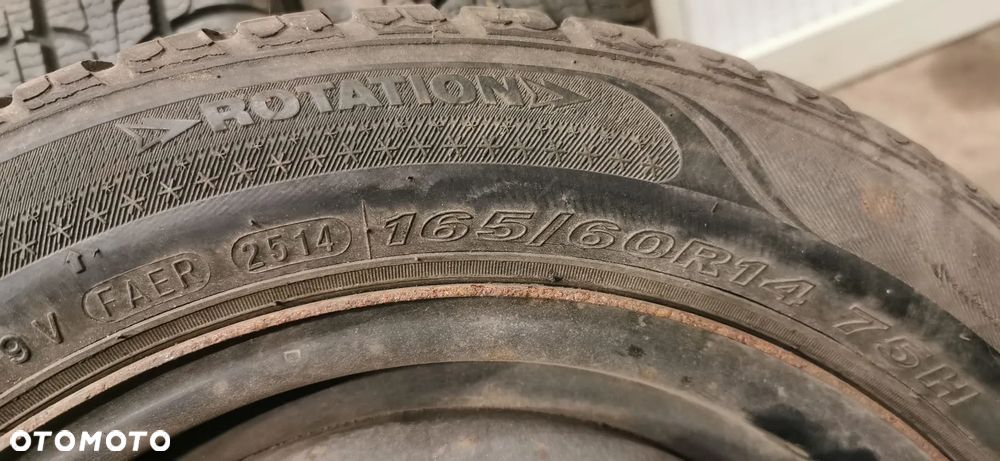 ROTATION
9V FAER 2514 165/60R14 75H
OTOMOTO